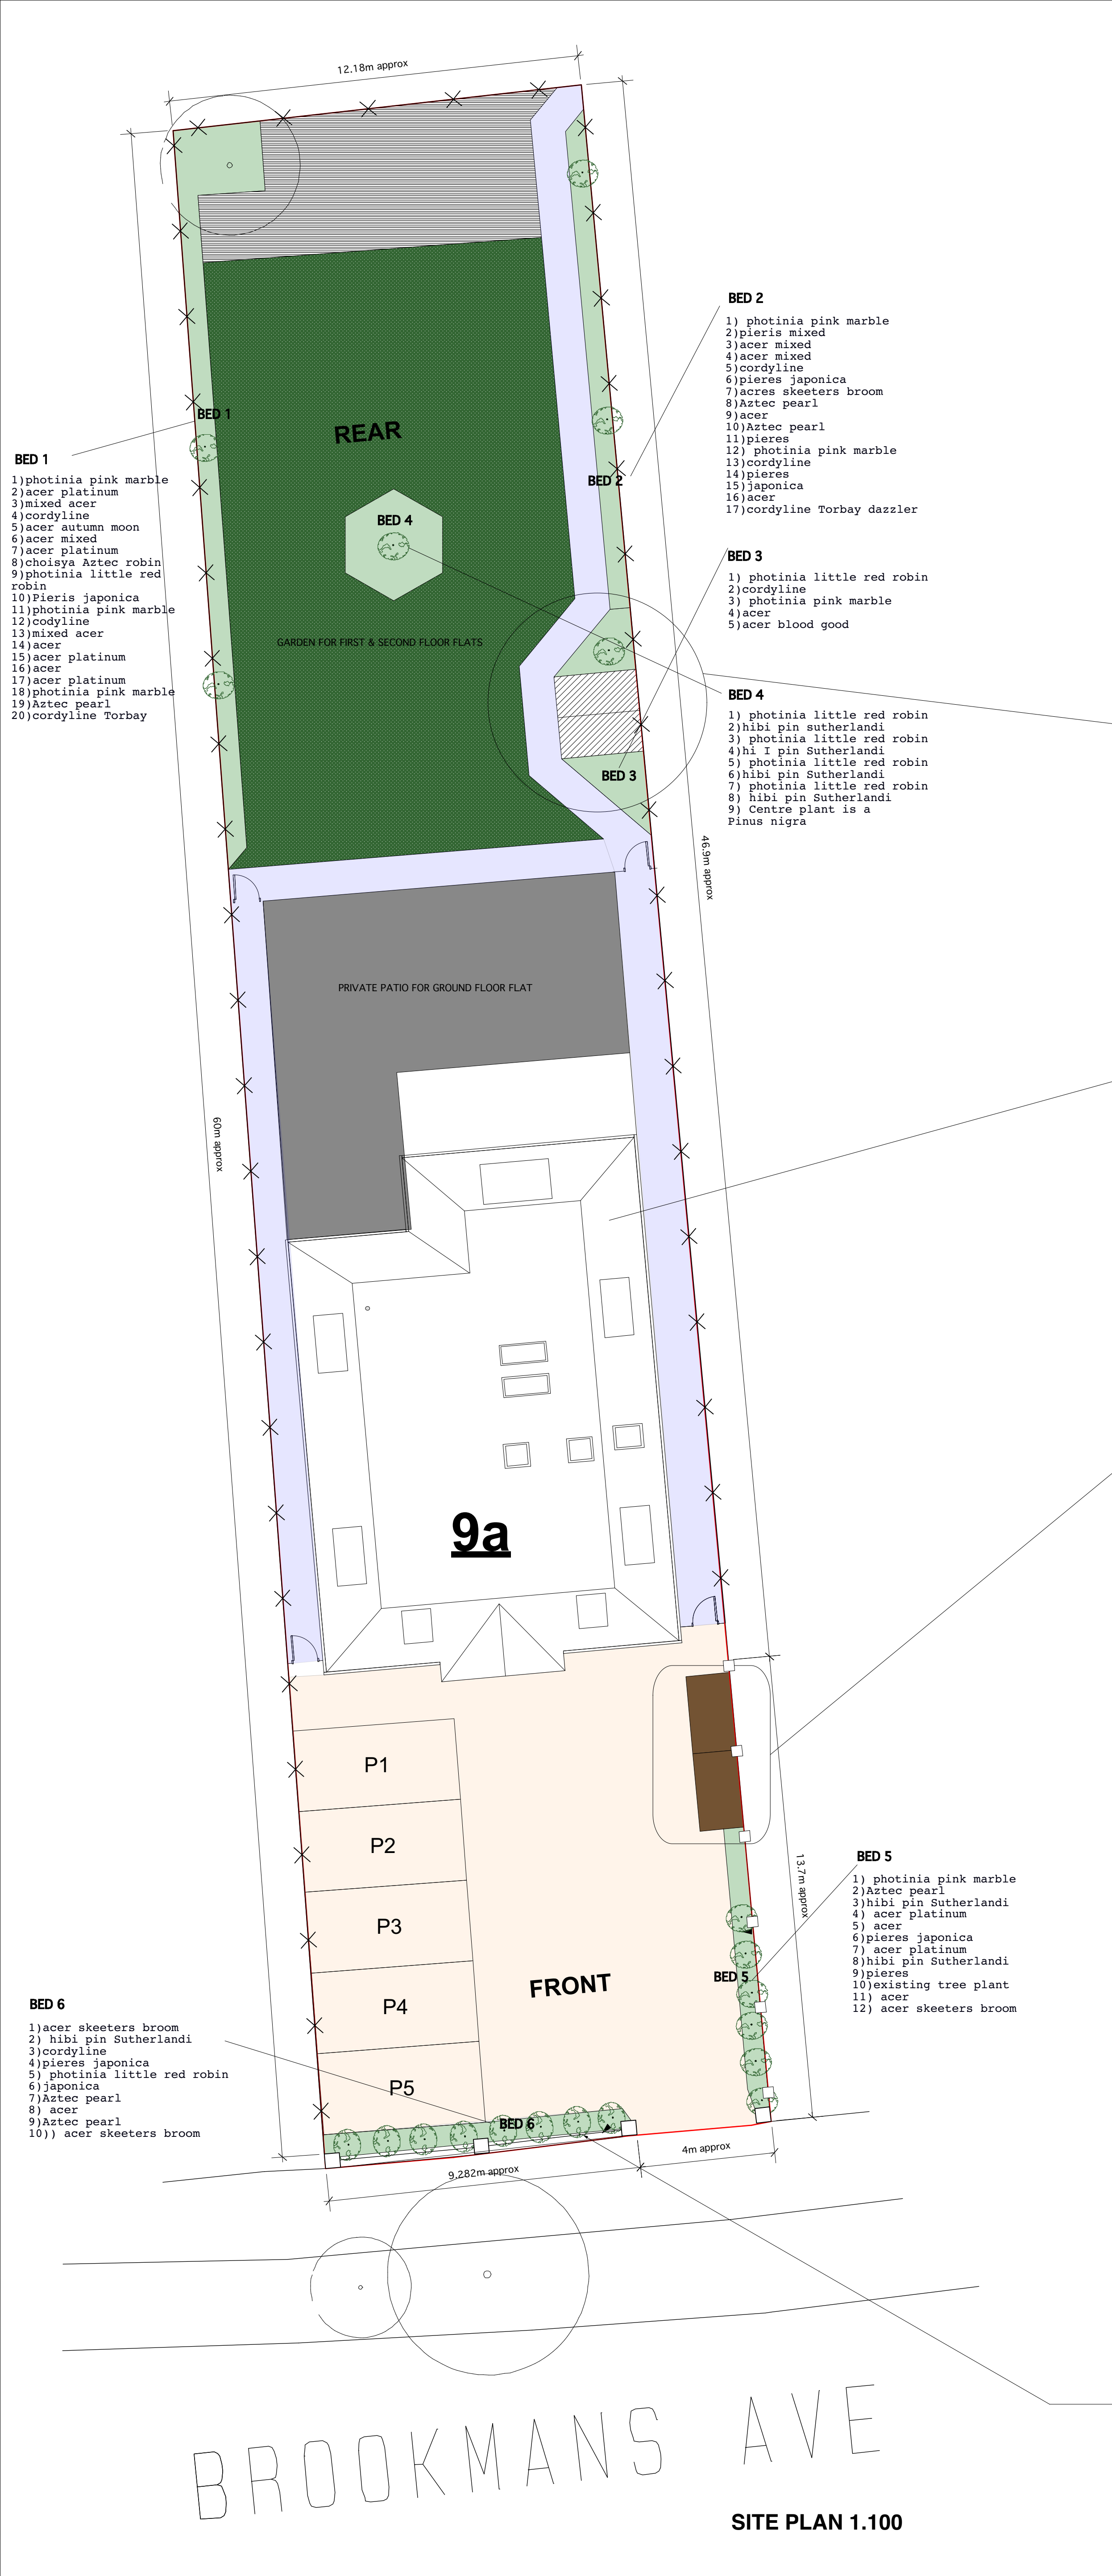 12.18m approx
BED 2
1) photinia pink marble
2)pieris mixed
3)acer mixed
4)acer mixed
5)cordyline
6)pieres japonica
7)acres skeeters broom
8)Aztec pearl
9)acer
10)Aztec pearl
11)pieres
12) photinia pink marble
13)cordyline
14)pieres
15)japonica
16)acer
17)cordyline Torbay dazzler
BED 1
REAR
BED 1
1)photinia pink marble
2)acer platinum
3)mixed acer
4)cordyline
5)acer autumn moon
6)acer mixed
7)acer platinum
8)choisya Aztec robin
9)photinia little red
robin
10)Pieris japonica
11)photinia pink marble
12)codyline
13)mixed acer
14)acer
15)acer platinum
16)acer
17)acer platinum
18)photinia pink marble
19)Aztec pearl
20)cordyline Torbay
BED 2
BED 4
BED 3
1) photinia little red robin
2)cordyline
3) photinia pink marble
4)acer
5)acer blood good
GARDEN FOR FIRST & SECOND FLOOR FLATS
BED 4
1) photinia little red robin
2)hibi pin sutherlandi
3) photinia little red robin
4)hi I pin Sutherlandi
5) photinia little red robin
6)hibi pin Sutherlandi
7) photinia little red robin
8) hibi pin Sutherlandi
9) Centre plant is a
Pinus nigra
BED 3
46.9m approx
PRIVATE PATIO FOR GROUND FLOOR FLAT
60m approx
9a
P1
P2
P3
P4
P5
FRONT
13.7m approx
BED 5
1) photinia pink marble
2)Aztec pearl
3)hibi pin Sutherlandi
4) acer platinum
5) acer
6)pieres japonica
7) acer platinum
8)hibi pin Sutherlandi
9)pieres
10)existing tree plant
11) acer
12) acer skeeters broom
BED 5
BED 6
1)acer skeeters broom
2) hibi pin Sutherlandi
3)cordyline
4)pieres japonica
5) photinia little red robin
6)japonica
7)Aztec pearl
8) acer
9)Aztec pearl
10)) acer skeeters broom
BED 6
4m approx
9.282m approx
BROOKMANS AVE
SITE PLAN 1.100